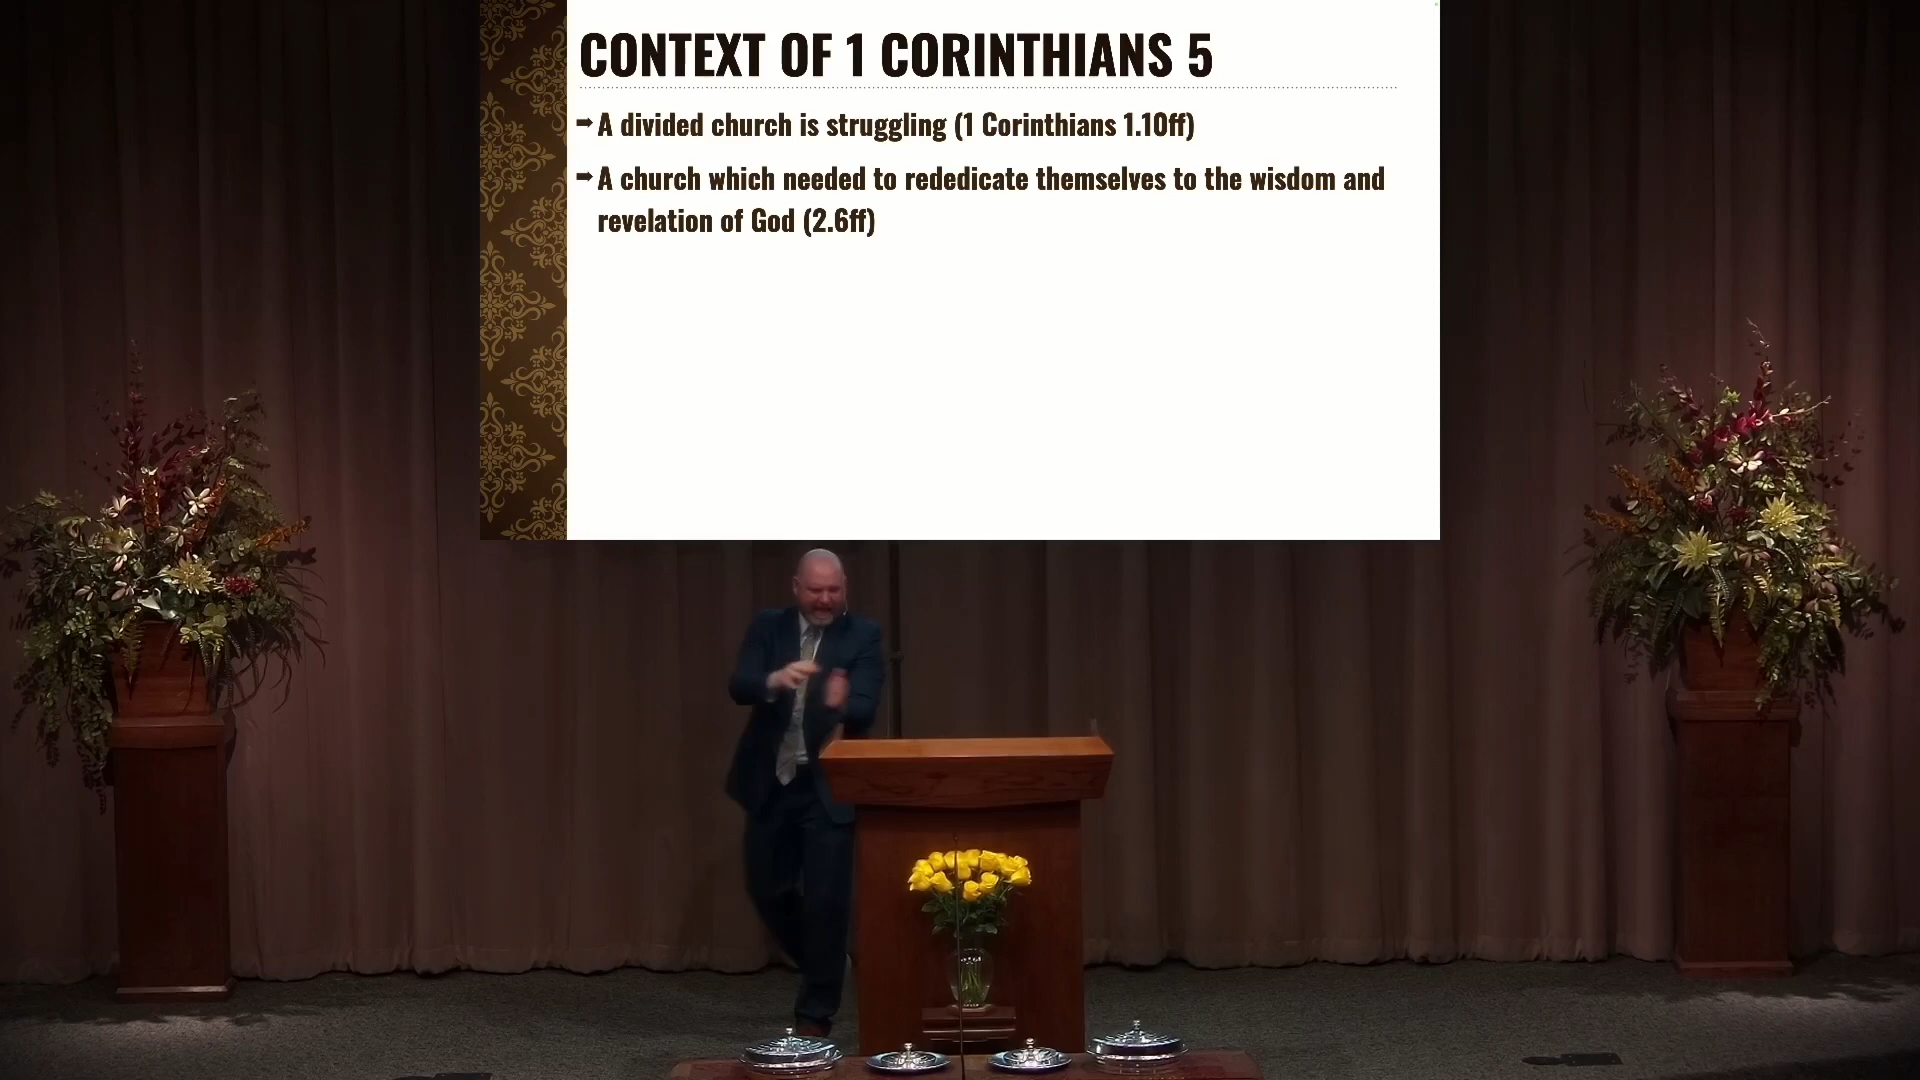 CONTEXT OF 1 CORINTHIANS 5
➡A divided church is struggling (1 Corinthians 1.10ff)
➡A church which needed to rededicate themselves to the wisdom and
revelation of God (2.6ff)